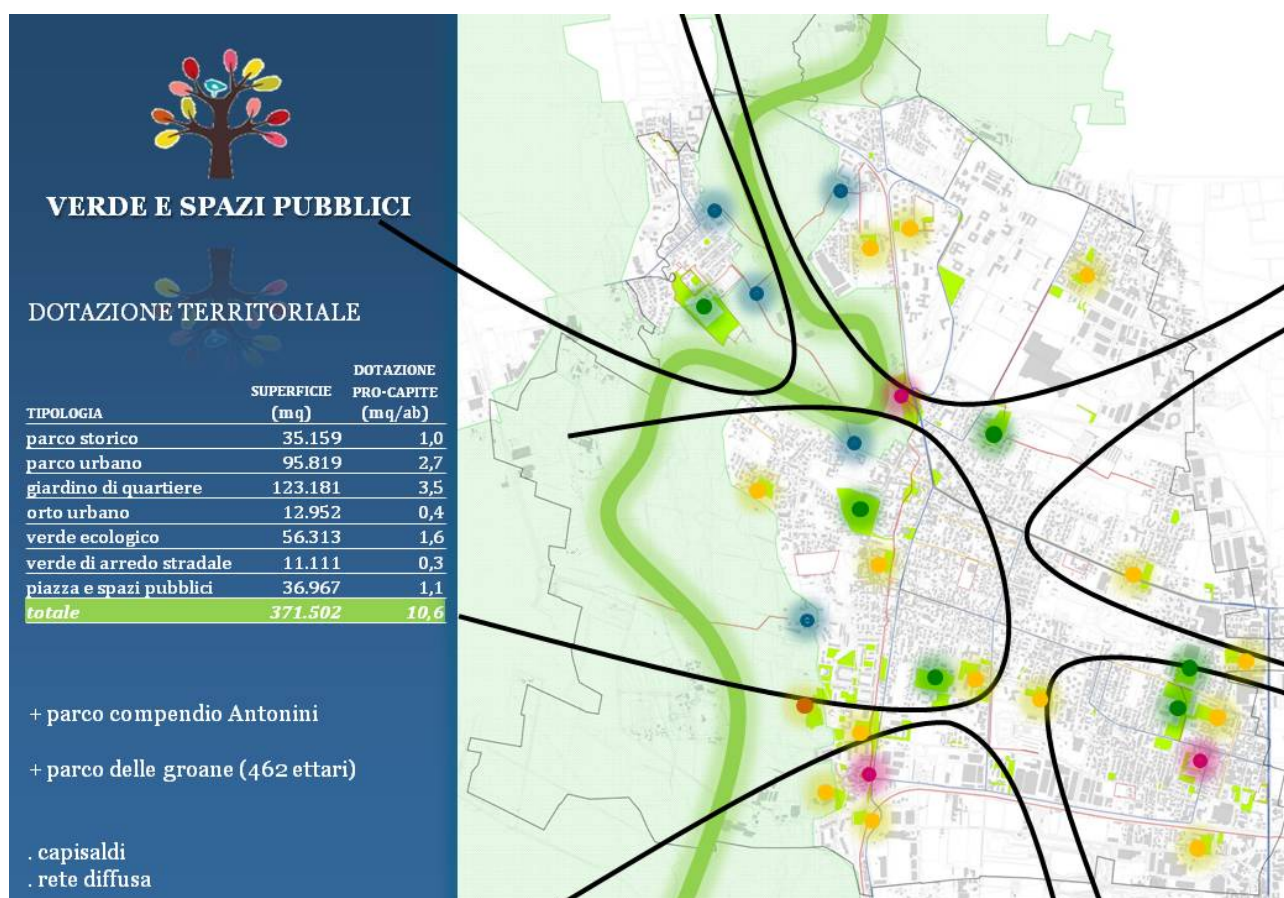 VERDE E SPAZI PUBBLICI
DOTAZIONE TERRITORIALE
TIPOLOGIA SUPERFICIE (mq) DOTAZIONE PRO-CAPITE (mq/ab)
parco storico 35.159 1,0
parco urbano 95.819 2,7
giardino di quartiere 123.181 3,5
orto urbano 12.952 0,4
verde ecologico 56.313 1,6
verde di arredo stradale 11.111 0,3
piazza e spazi pubblici 36.967 1,1
totale 371.502 10,6
+ parco compendio Antonini
+ parco delle groane (462 ettari)
. capisaldi
. rete diffusa